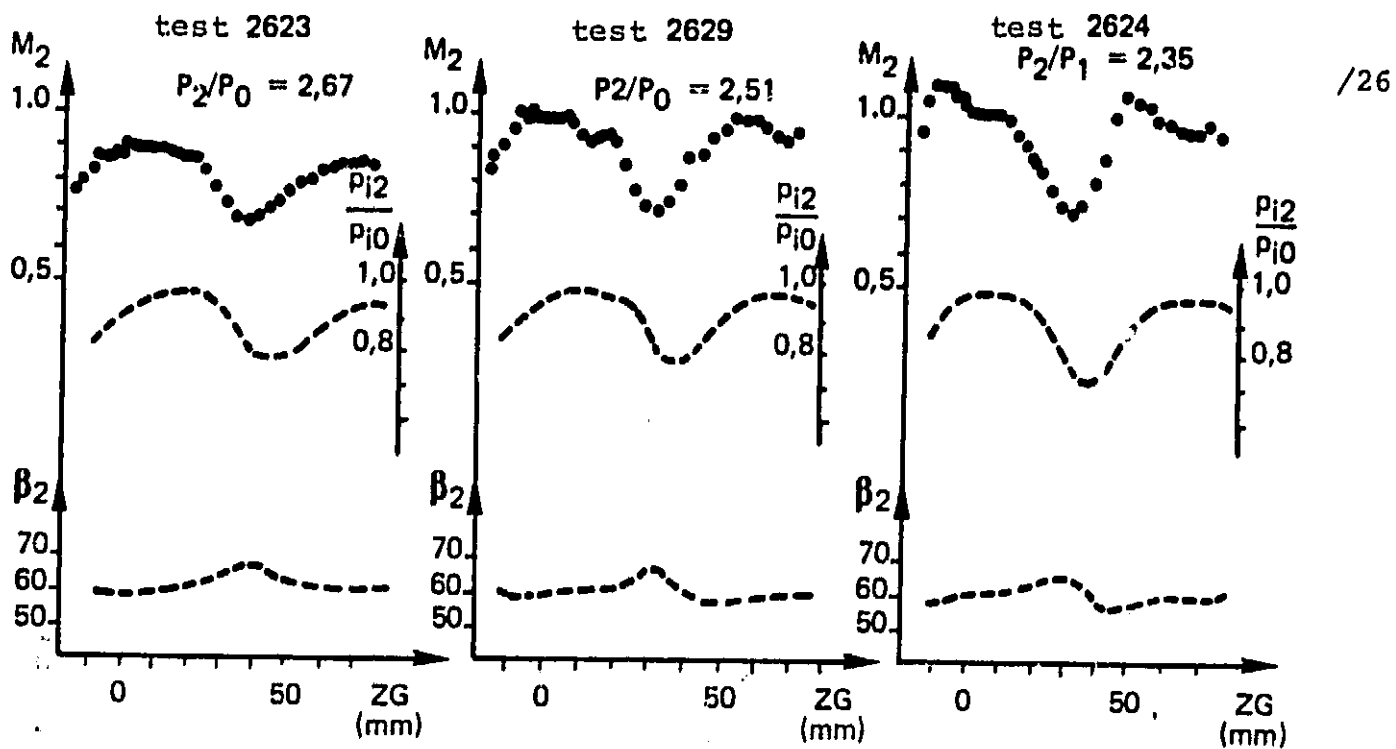 test 2623
M2
P2/P0 = 2,67
1.0
0,5
pi2
pi0
1,0
0,8
β2
70
60
50
0
50
ZG
(mm)
test 2629
M2
P2/P0 = 2,51
1.0
0,5
pi2
pi0
1,0
0,8
β2
70
60
50
0
50
ZG
(mm)
test 2624
M2
P2/P1 = 2,35
1.0
0,5
pi2
pi0
1,0
0,8
β2
70
60
50
0
50
ZG
(mm)
/26